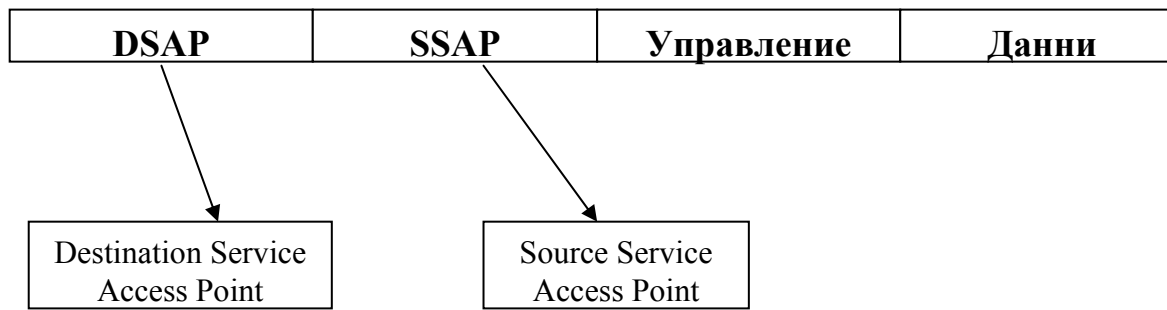 DSAP SSAP Управление Данни
Destination Service
Access Point
Source Service
Access Point